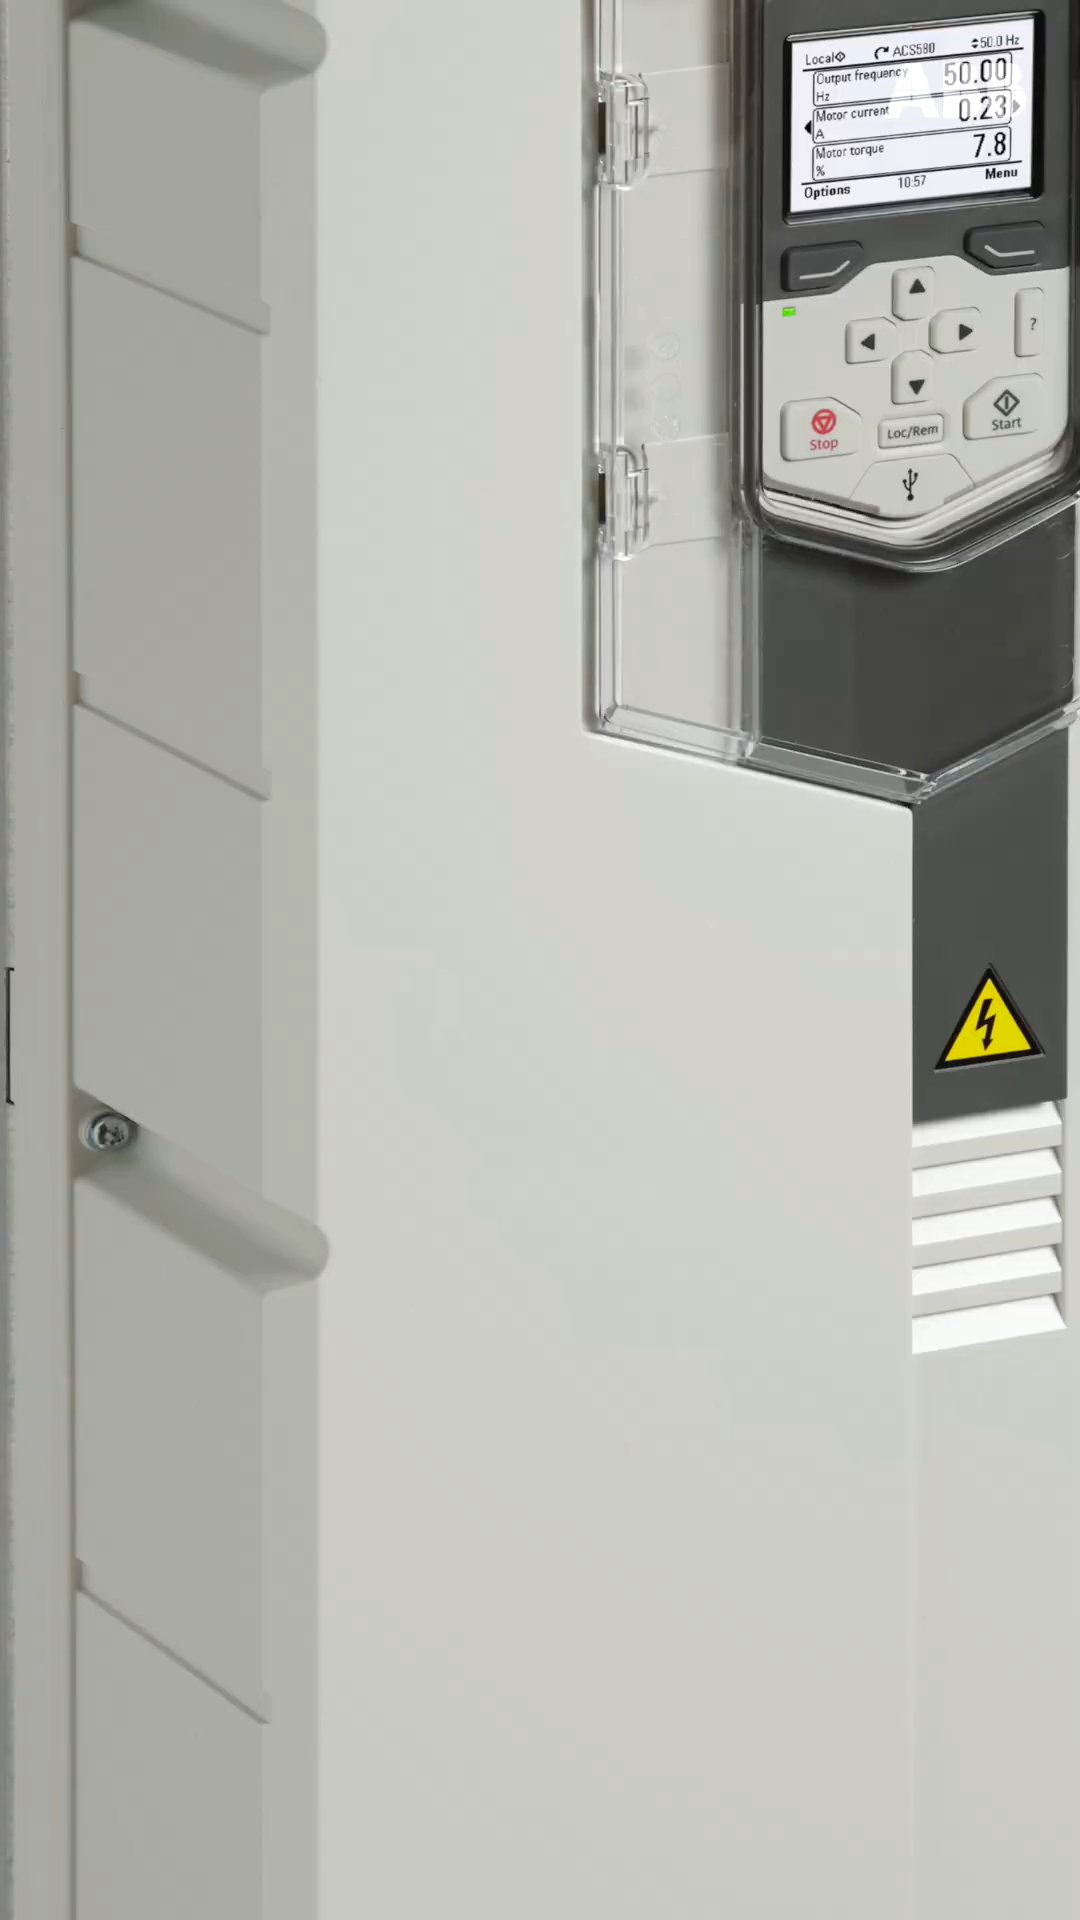 Local ACS580 50.0 Hz
Output frequency 50.00
Hz
Motor current 0.23
A
Motor torque 7.8
%
Options 10:57 Menu
?
Stop Loc/Rem Start
ABB